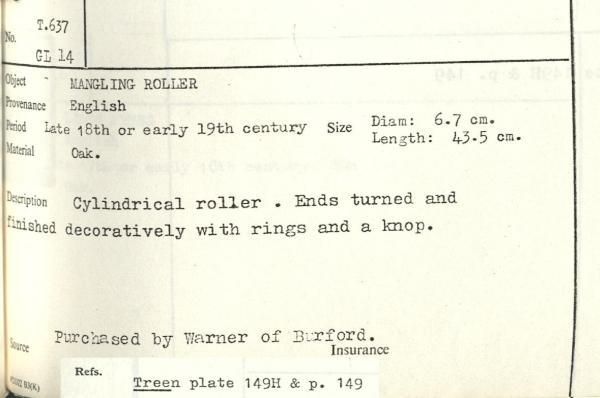 No. T.637
GL 14
Object MANGLING ROLLER
Provenance English
Period Late 18th or early 19th century Size Diam: 6.7 cm.
Length: 43.5 cm.
Material Oak.
Description Cylindrical roller . Ends turned and
finished decoratively with rings and a knop.
Source Purchased by Warner of Burford.
Insurance
Refs. Treen plate 149H & p. 149